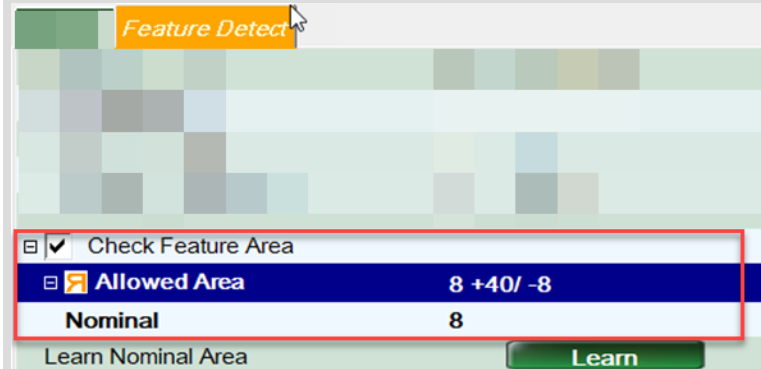 Feature Detect
Check Feature Area
Allowed Area 8 +40/ -8
Nominal 8
Learn Nominal Area Learn